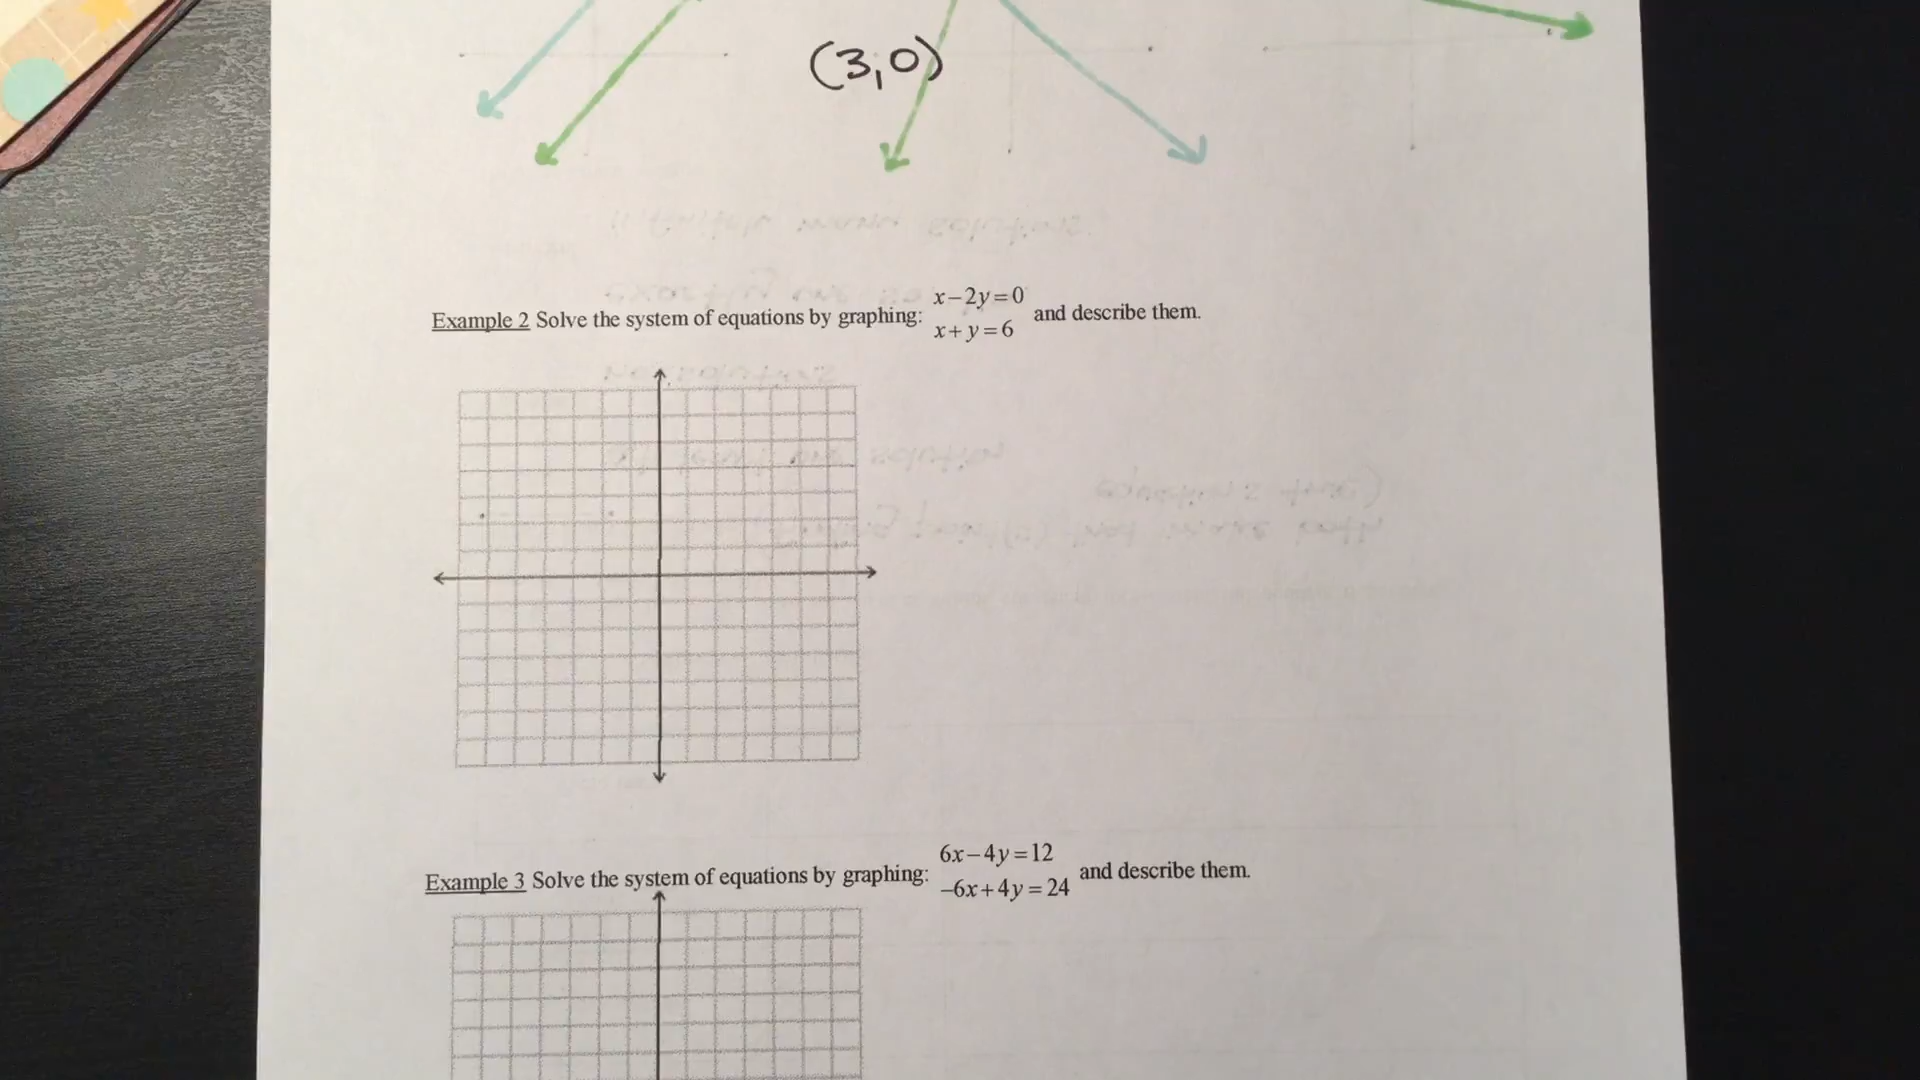 (3,0)
Example 2 Solve the system of equations by graphing: x-2y=0 and describe them.
x+y=6
Example 3 Solve the system of equations by graphing: 6x-4y=12 and describe them.
-6x+4y=24